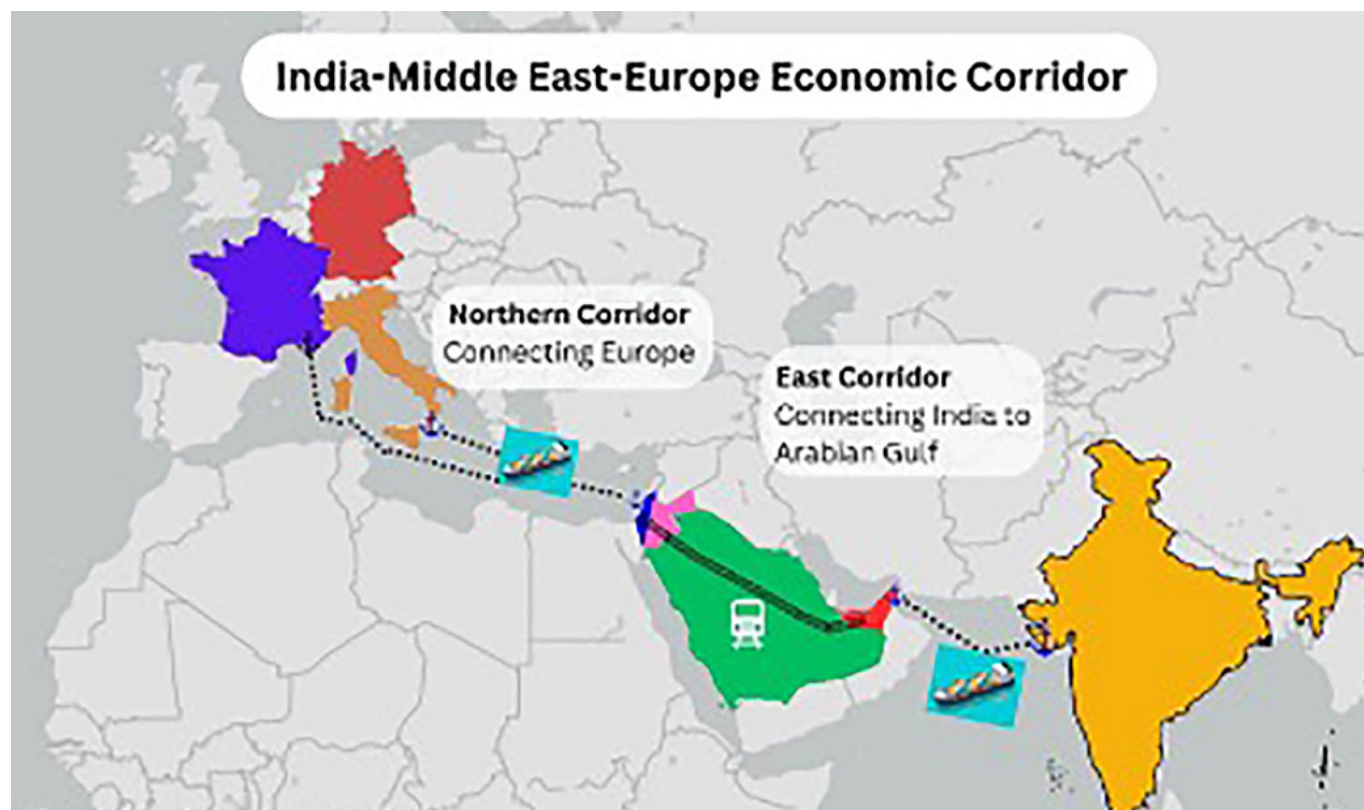 India-Middle East-Europe Economic Corridor
Northern Corridor
Connecting Europe
East Corridor
Connecting India to
Arabian Gulf